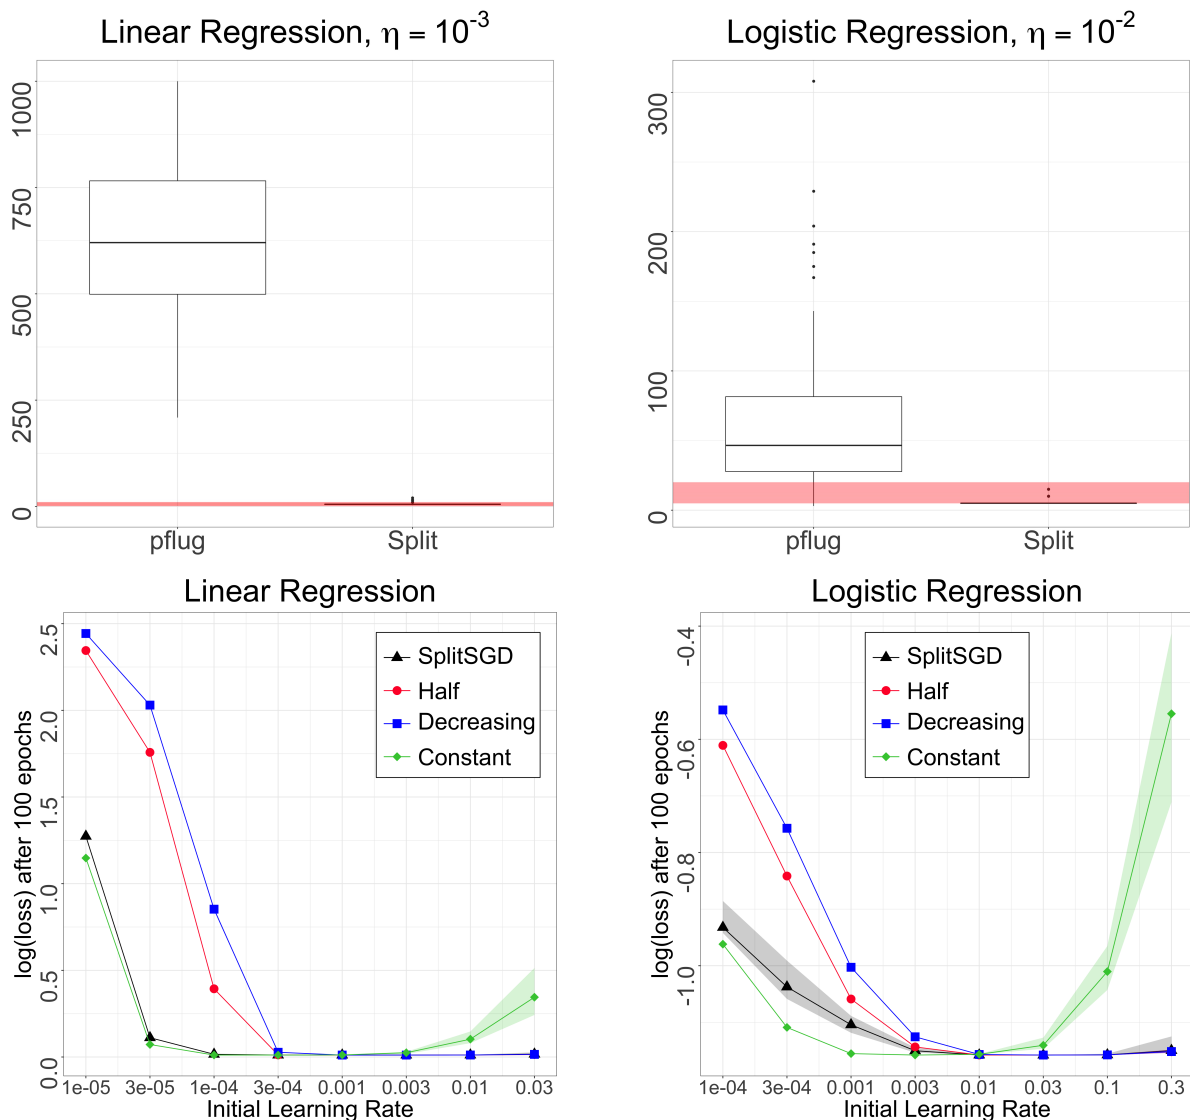 Linear Regression, η = 10⁻³
1000
750
500
250
0
pflug
Split
Logistic Regression, η = 10⁻²
300
200
100
0
pflug
Split
Linear Regression
log(loss) after 100 epochs
2.5
2.0
1.5
1.0
0.5
0.0
SplitSGD
Half
Decreasing
Constant
1e-05 3e-05 1e-04 3e-04 0.001 0.003 0.01 0.03
Initial Learning Rate
Logistic Regression
log(loss) after 100 epochs
-0.4
-0.6
-0.8
-1.0
SplitSGD
Half
Decreasing
Constant
1e-04 3e-04 0.001 0.003 0.01 0.03 0.1 0.3
Initial Learning Rate